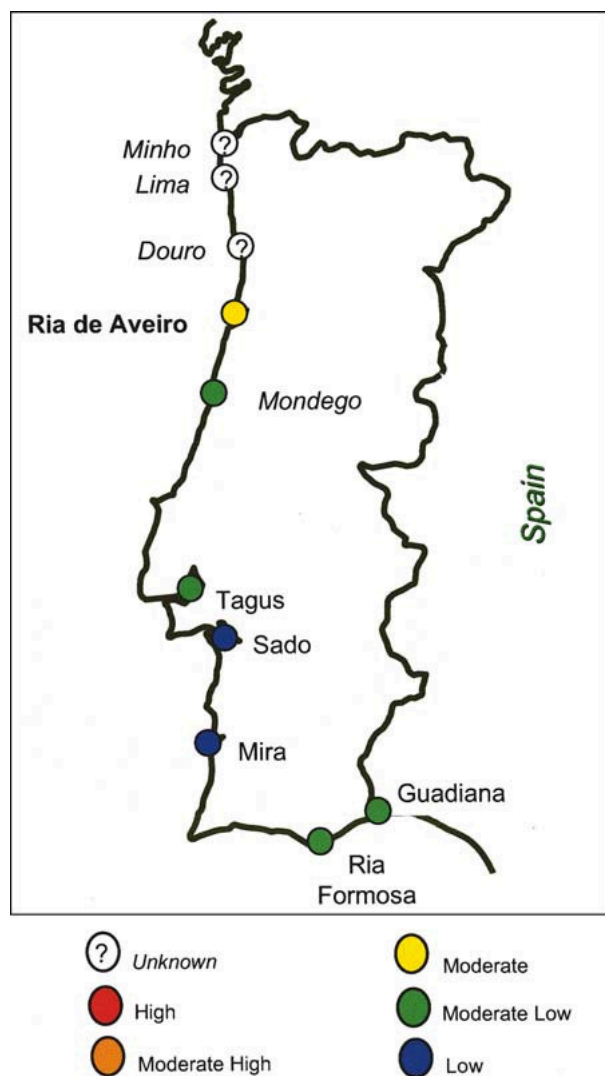 ?
Minho
?
Lima
Douro
?
Ria de Aveiro
Mondego
Spain
Tagus
Sado
Mira
Guadiana
Ria
Formosa
? Unknown
Moderate
High
Moderate Low
Moderate High
Low